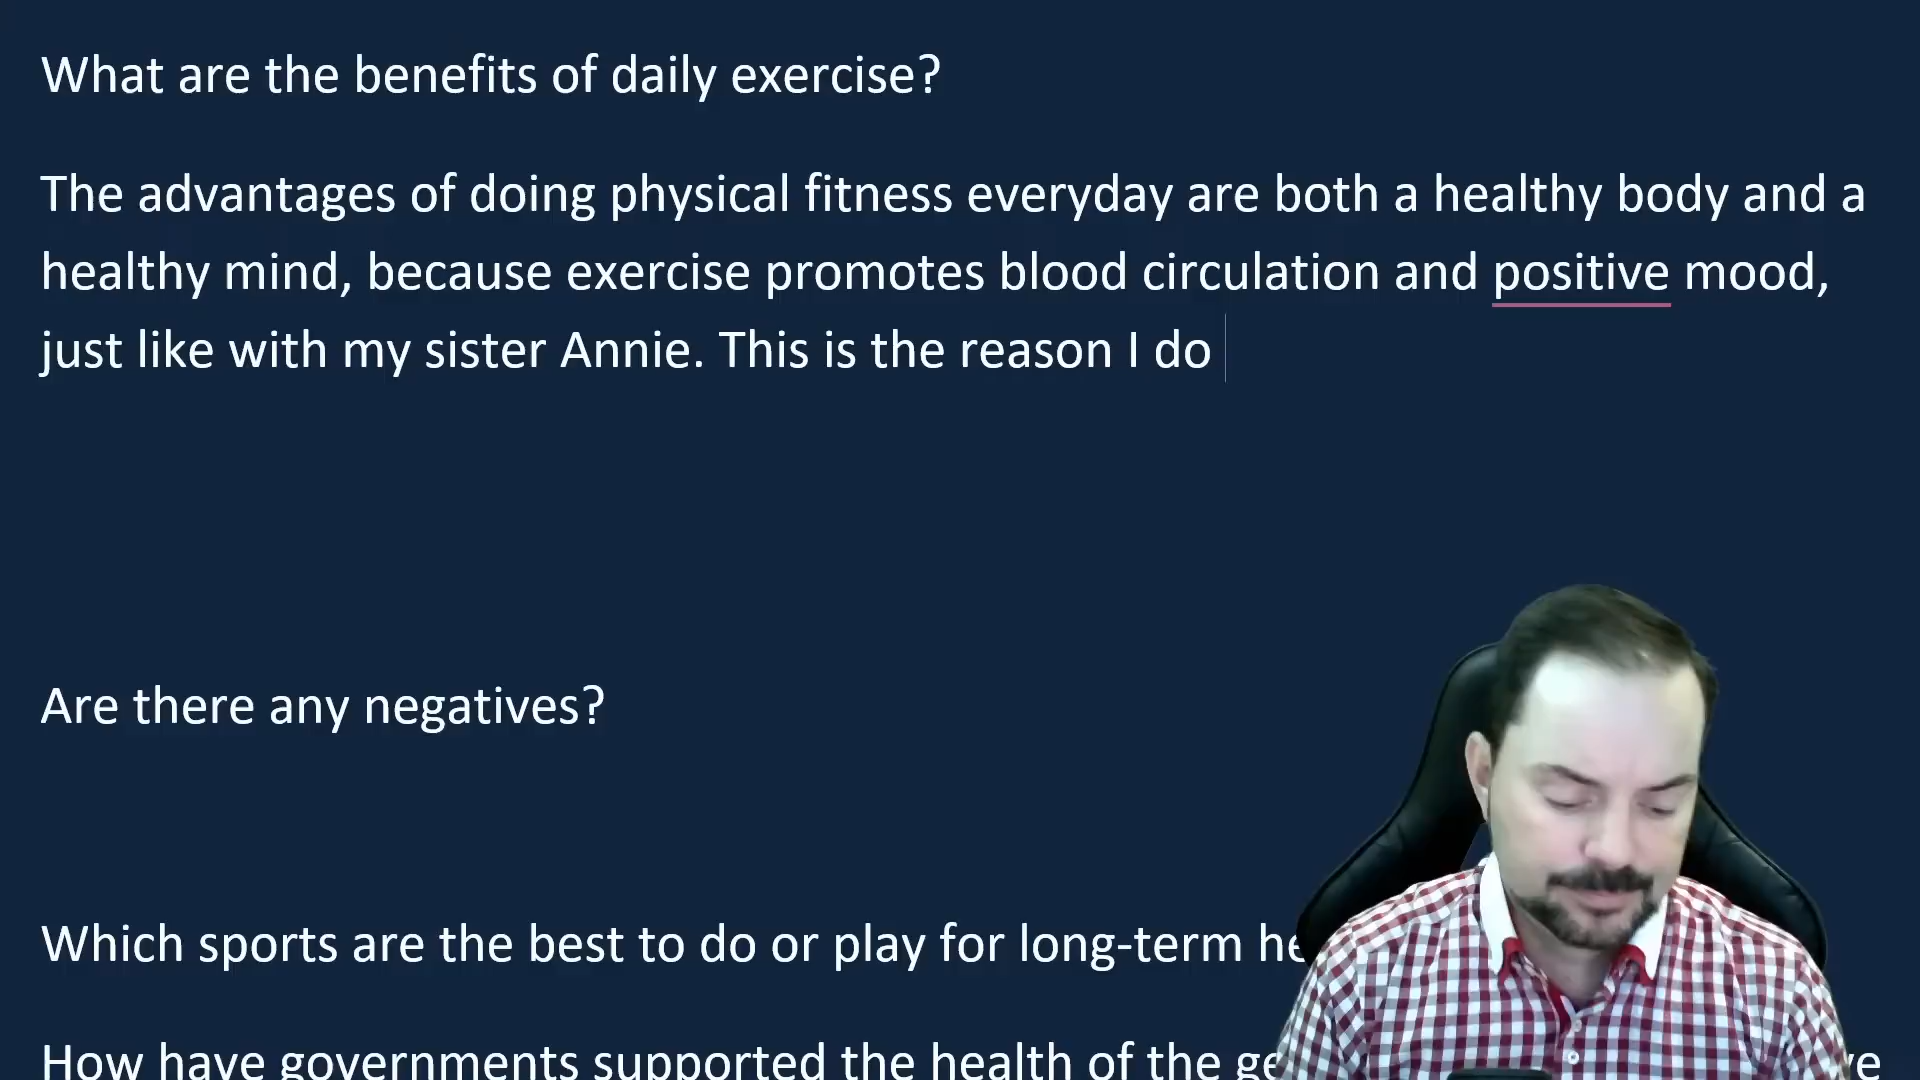 What are the benefits of daily exercise?
The advantages of doing physical fitness everyday are both a healthy body and a
healthy mind, because exercise promotes blood circulation and positive mood,
just like with my sister Annie. This is the reason I do
Are there any negatives?
Which sports are the best to do or play for long-term
How have governments supported the health of the